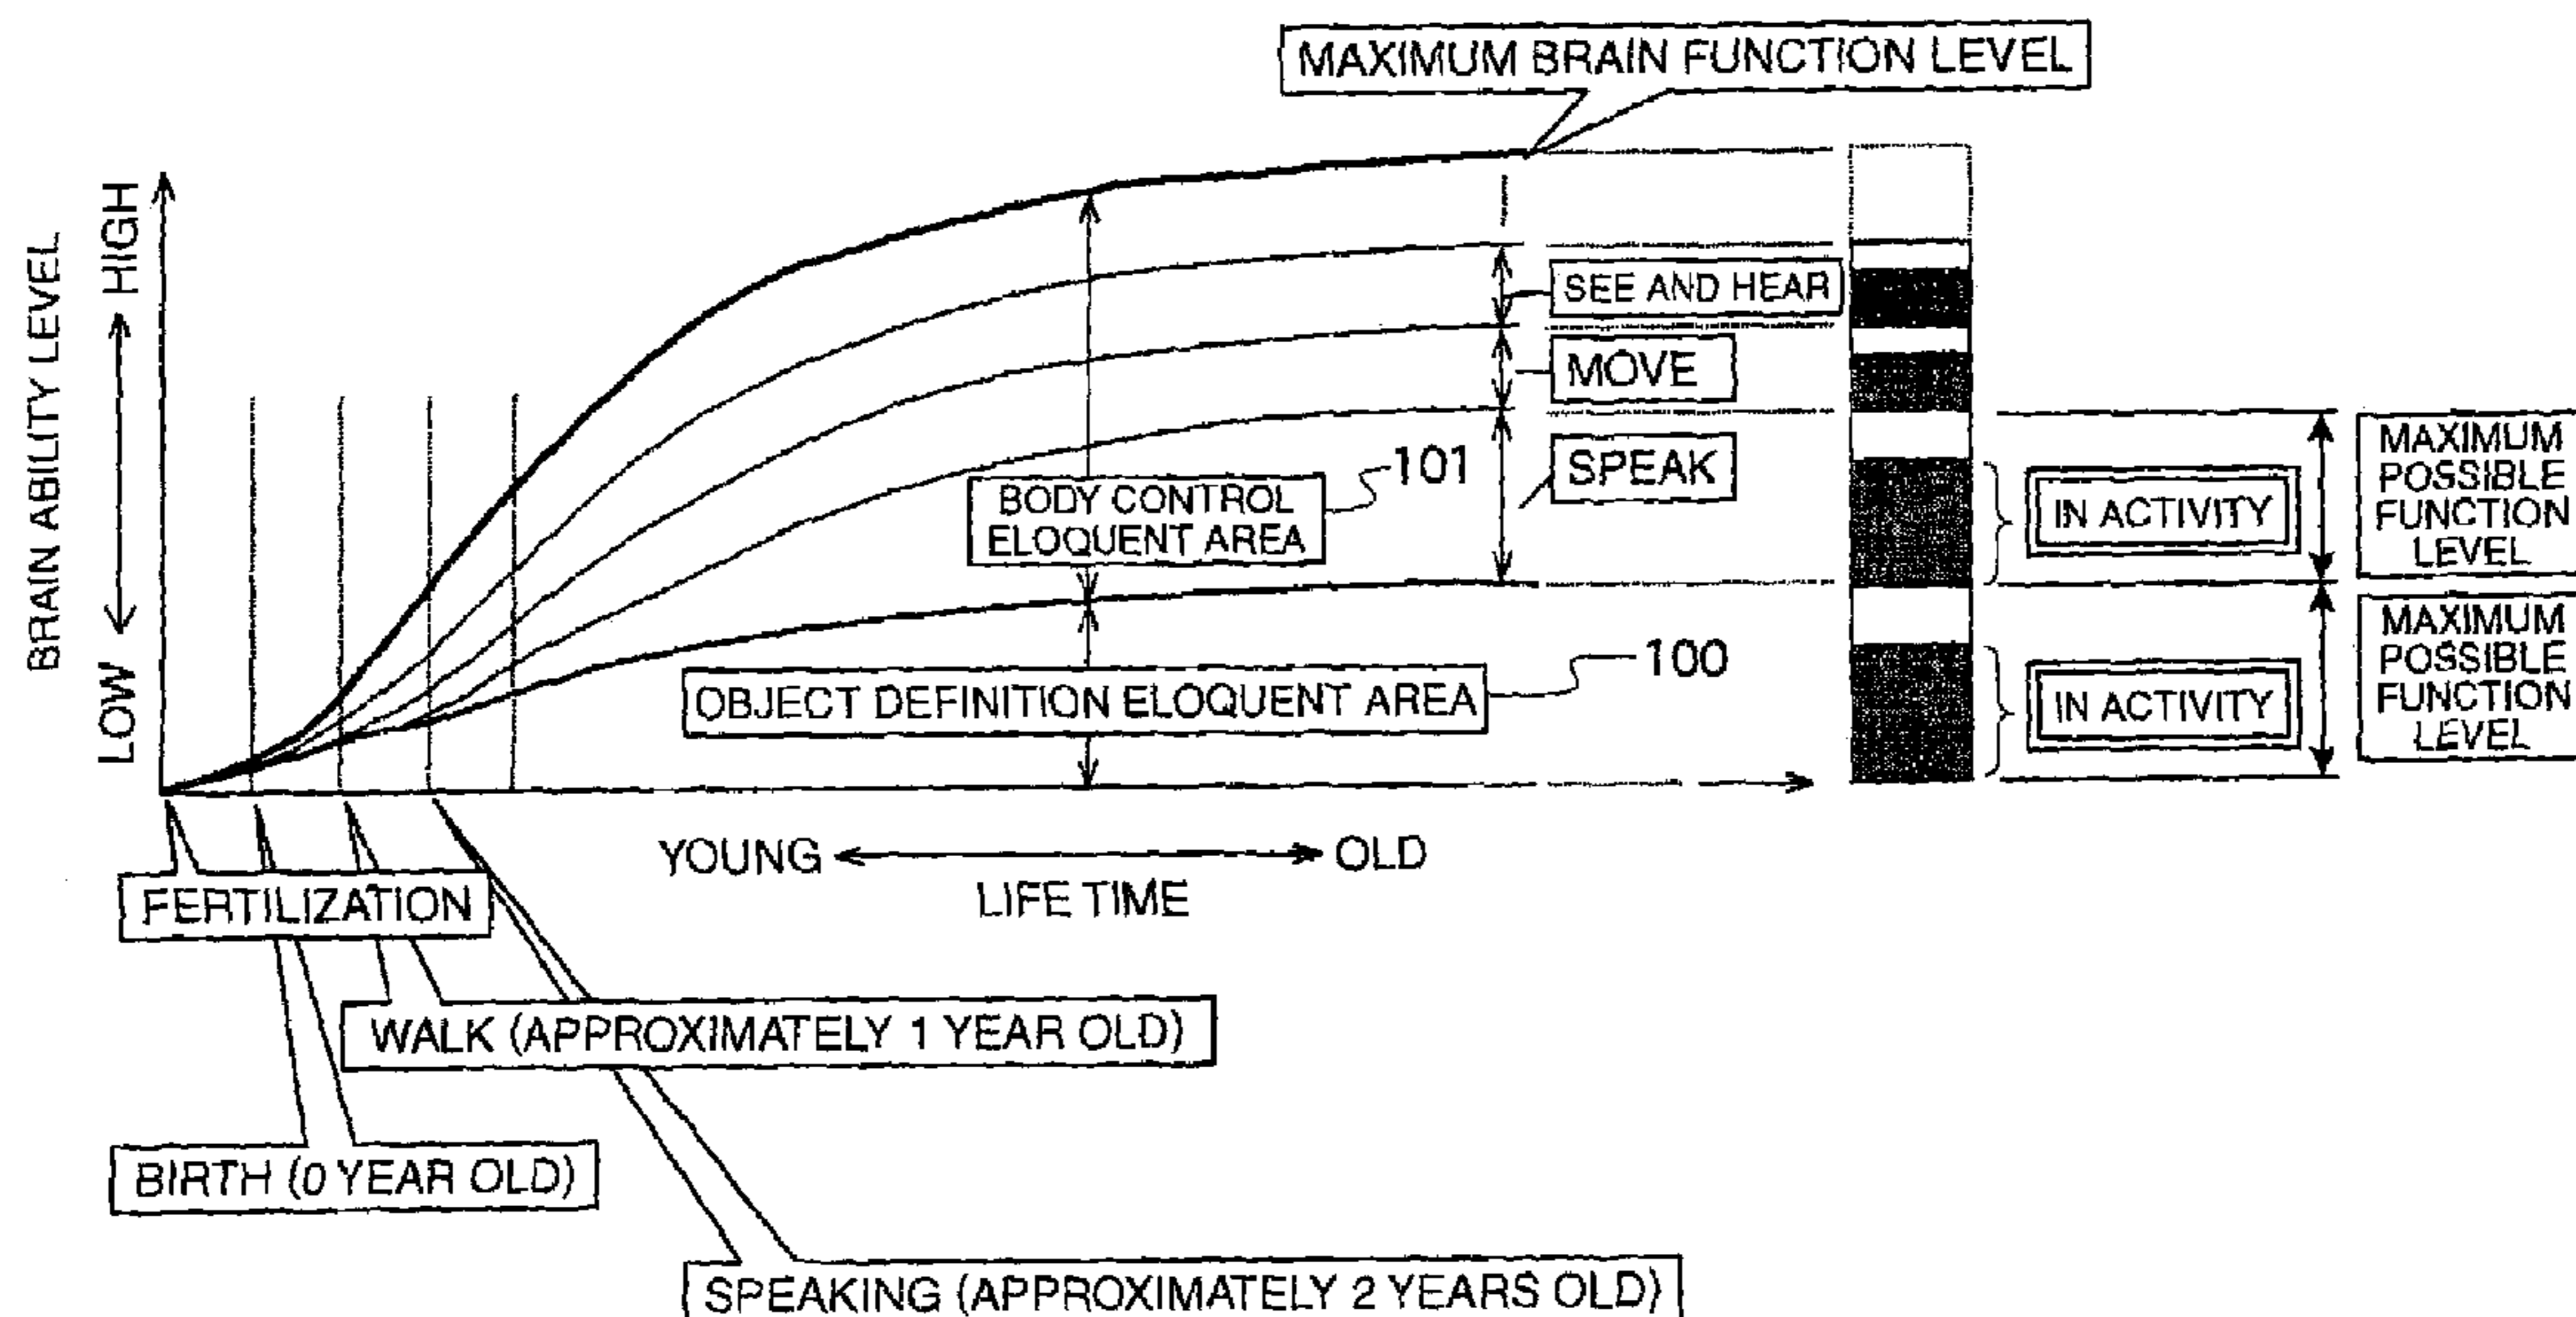 MAXIMUM BRAIN FUNCTION LEVEL
BRAIN ABILITY LEVEL
LOW
HIGH
SEE AND HEAR
MOVE
SPEAK
101
BODY CONTROL
ELOQUENT AREA
IN ACTIVITY
MAXIMUM
POSSIBLE
FUNCTION
LEVEL
100
OBJECT DEFINITION ELOQUENT AREA
IN ACTIVITY
MAXIMUM
POSSIBLE
FUNCTION
LEVEL
YOUNG
OLD
LIFE TIME
FERTILIZATION
WALK (APPROXIMATELY 1 YEAR OLD)
BIRTH (0 YEAR OLD)
SPEAKING (APPROXIMATELY 2 YEARS OLD)